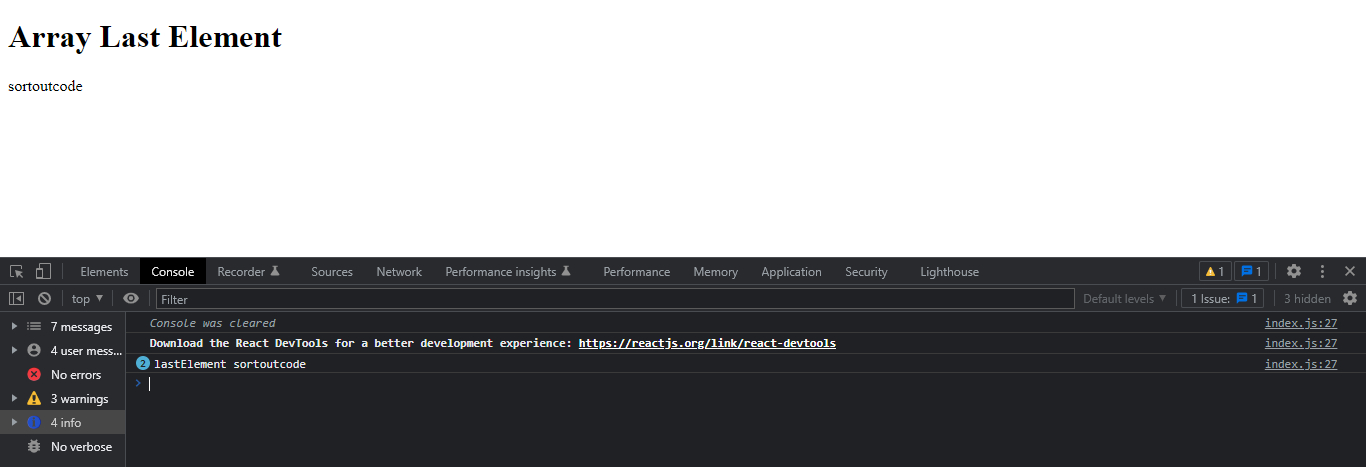 Array Last Element
sortoutcode
Elements Console Recorder Sources Network Performance insights Performance Memory Application Security Lighthouse 1 1
top Filter Default levels 1 Issue: 1 3 hidden
7 messages
4 user mess...
No errors
3 warnings
4 info
No verbose
Console was cleared index.js:27
Download the React DevTools for a better development experience: https://reactjs.org/link/react-devtools index.js:27
2 lastElement sortoutcode index.js:27